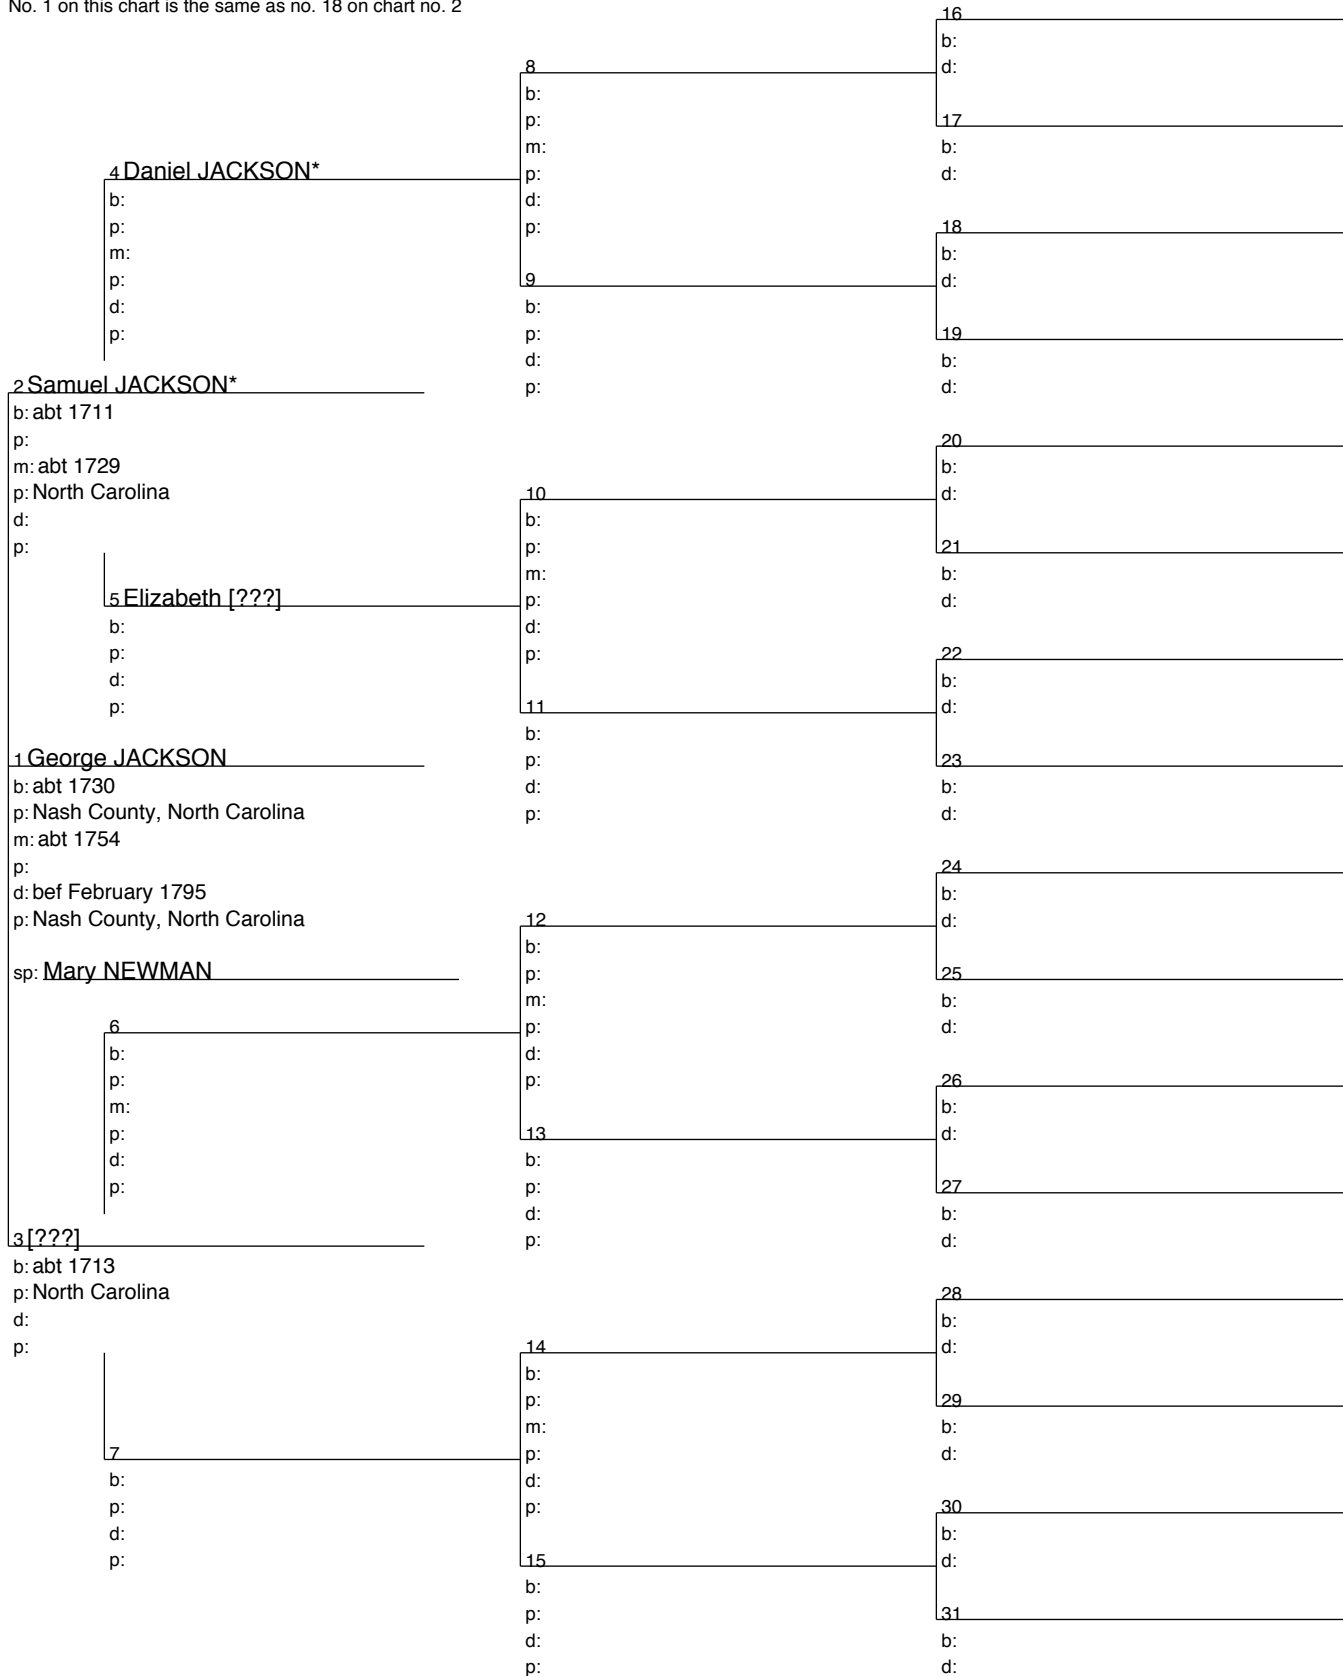 No. 1 on this chart is the same as no. 18 on chart no. 2
4 Daniel JACKSON*
b:
p:
m:
p:
d:
p:
2 Samuel JACKSON*
b: abt 1711
p:
m: abt 1729
p: North Carolina
d:
p:
5 Elizabeth [???]
b:
p:
d:
p:
1 George JACKSON
b: abt 1730
p: Nash County, North Carolina
m: abt 1754
p:
d: bef February 1795
p: Nash County, North Carolina
sp: Mary NEWMAN
6
b:
p:
m:
p:
d:
p:
3 [???]
b: abt 1713
p: North Carolina
d:
p:
7
b:
p:
d:
p:
8
b:
p:
m:
p:
d:
p:
9
b:
p:
d:
p:
10
b:
p:
m:
p:
d:
p:
11
b:
p:
d:
p:
12
b:
p:
m:
p:
d:
p:
13
b:
p:
d:
p:
14
b:
p:
m:
p:
d:
p:
15
b:
p:
d:
p:
16
b:
d:
17
b:
d:
18
b:
d:
19
b:
d:
20
b:
d:
21
b:
d:
22
b:
d:
23
b:
d:
24
b:
d:
25
b:
d:
26
b:
d:
27
b:
d:
28
b:
d:
29
b:
d:
30
b:
d:
31
b:
d: